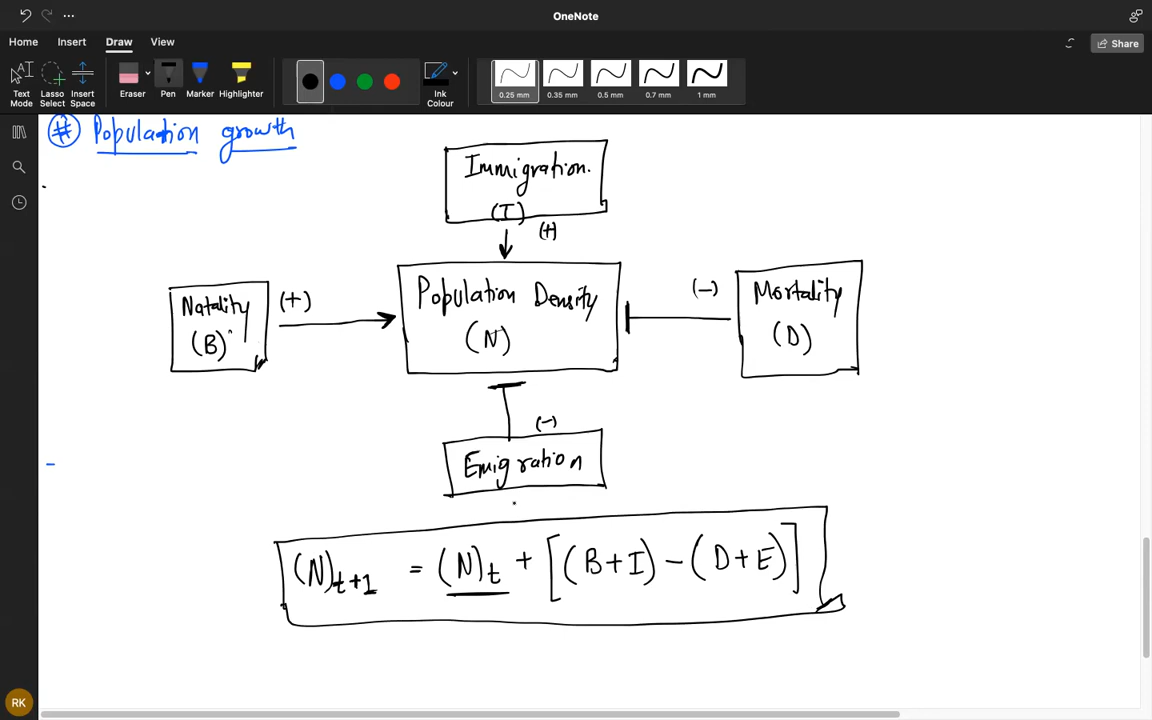 OneNote
Home Insert Draw View
Share
Text Mode
Lasso Select
Insert Space
Eraser
Pen
Marker
Highlighter
Ink Colour
0.25 mm 0.35 mm 0.5 mm 0.7 mm 1 mm
# Population growth
Immigration.
(I)
(+)
Natality
(B)
(+)
Population Density
(N)
(-)
Mortality
(D)
(-)
Emigration
(N)t+1 = (N)t + [(B+I) - (D+E)]
RK